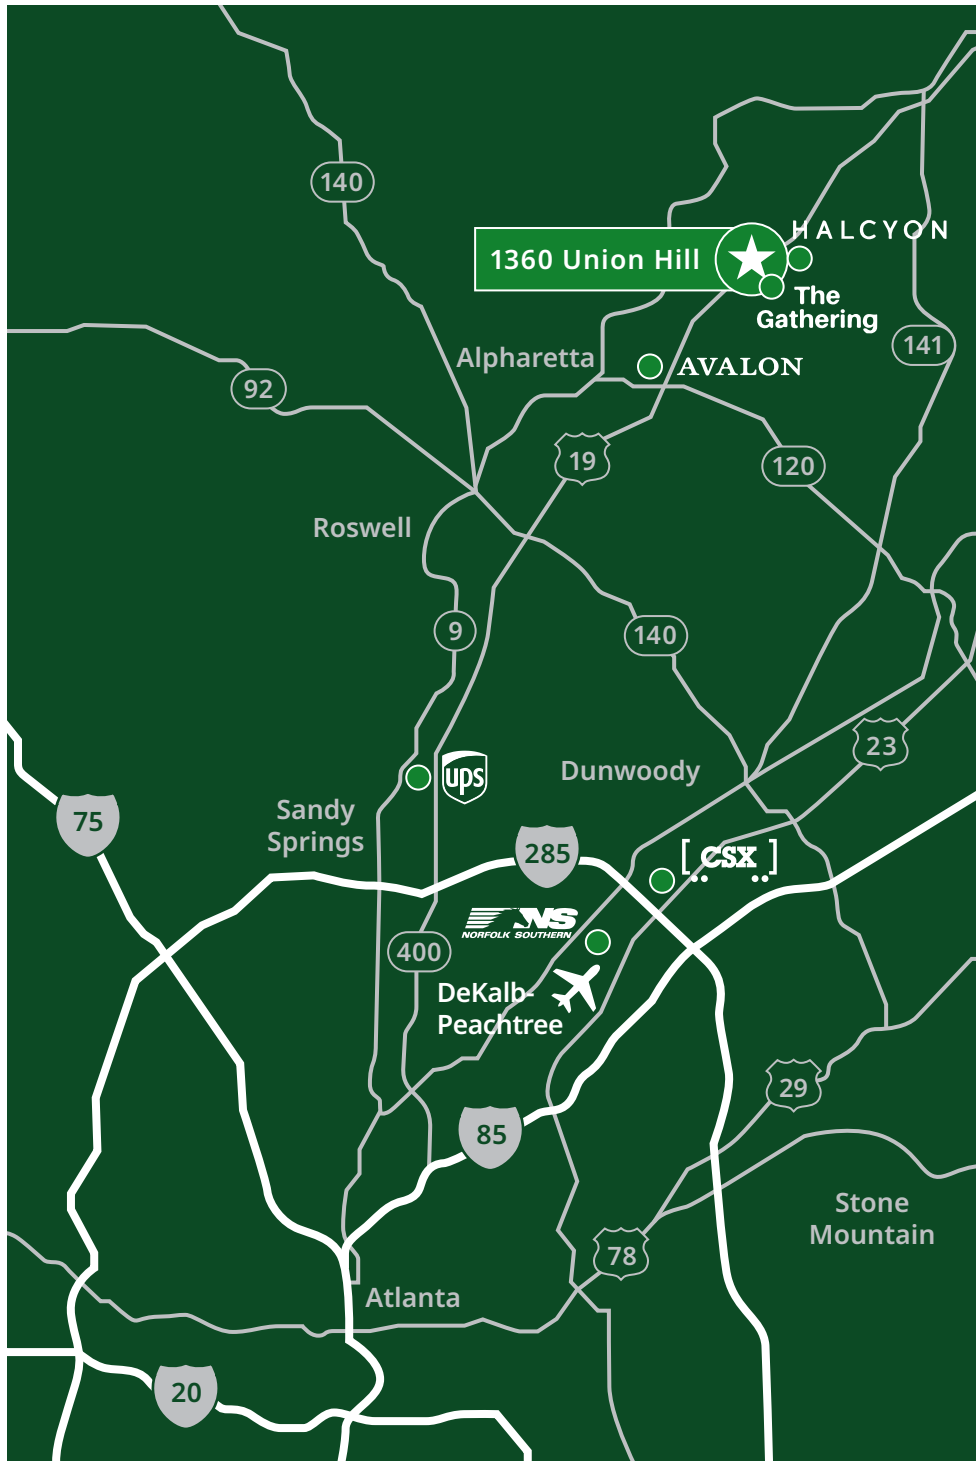 140
HALCYON
1360 Union Hill
The
Gathering
141
Alpharetta
AVALON
92
19
120
Roswell
9
140
23
Dunwoody
ups
Sandy
Springs
75
285
CSX
NS
NORFOLK SOUTHERN
400
DeKalb-
Peachtree
29
85
Stone
Mountain
78
Atlanta
20